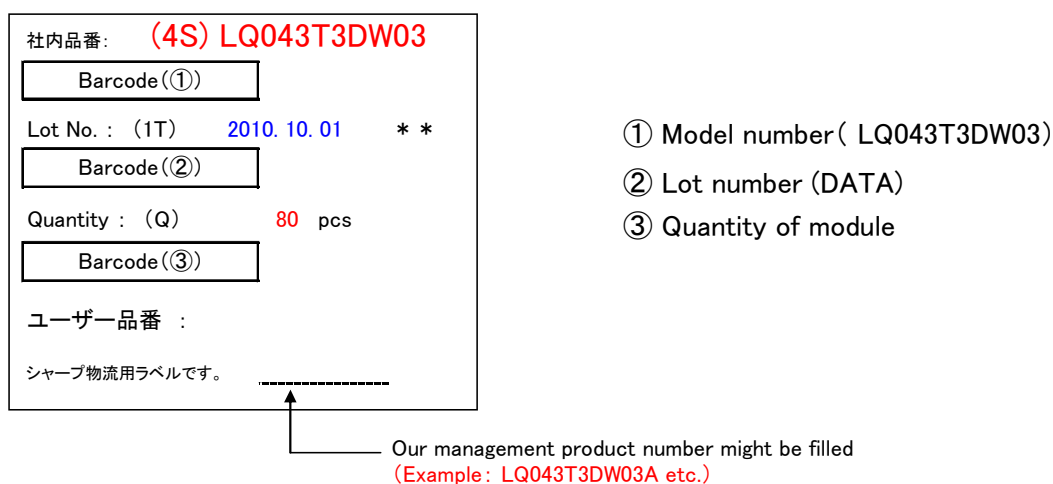 社内品番: (4S) LQ043T3DW03
Barcode(①)
Lot No. : (1T) 2010. 10. 01 * *
Barcode(②)
Quantity : (Q) 80 pcs
Barcode(③)
ユーザー品番 :
シャープ物流用ラベルです。
① Model number( LQ043T3DW03)
② Lot number (DATA)
③ Quantity of module
Our management product number might be filled
(Example: LQ043T3DW03A etc.)